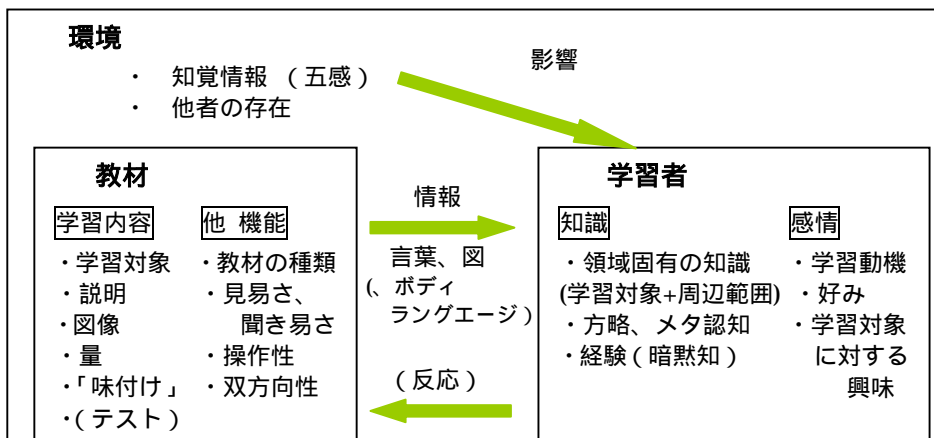 環境
・ 知覚情報 （五感）
・ 他者の存在
影響
教材
学習内容
・学習対象
・説明
・図像
・量
・「味付け」
・（テスト）
他 機能
・教材の種類
・見易さ、
聞き易さ
・操作性
・双方向性
情報
言葉、図
（、ボディ
ラングエージ）
（反応）
学習者
知識
・領域固有の知識
(学習対象+周辺範囲)
・方略、メタ認知
・経験（暗黙知）
感情
・学習動機
・好み
・学習対象
に対する
興味